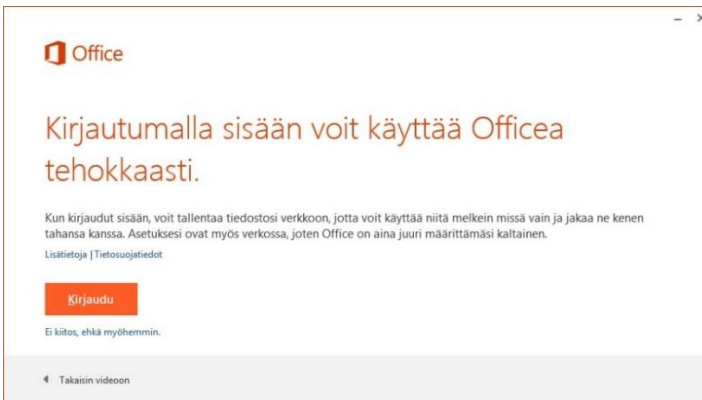 Office
Kirjautumalla sisään voit käyttää Officea
tehokkaasti.
Kun kirjaudut sisään, voit tallentaa tiedostosi verkkoon, jotta voit käyttää niitä melkein missä vain ja jakaa ne kenen
tahansa kanssa. Asetuksesi ovat myös verkossa, joten Office on aina juuri määrittämäsi kaltainen.
Lisätietoja | Tietosuojatiedot
Kirjaudu
Ei kiitos, ehkä myöhemmin.
Takaisin videoon